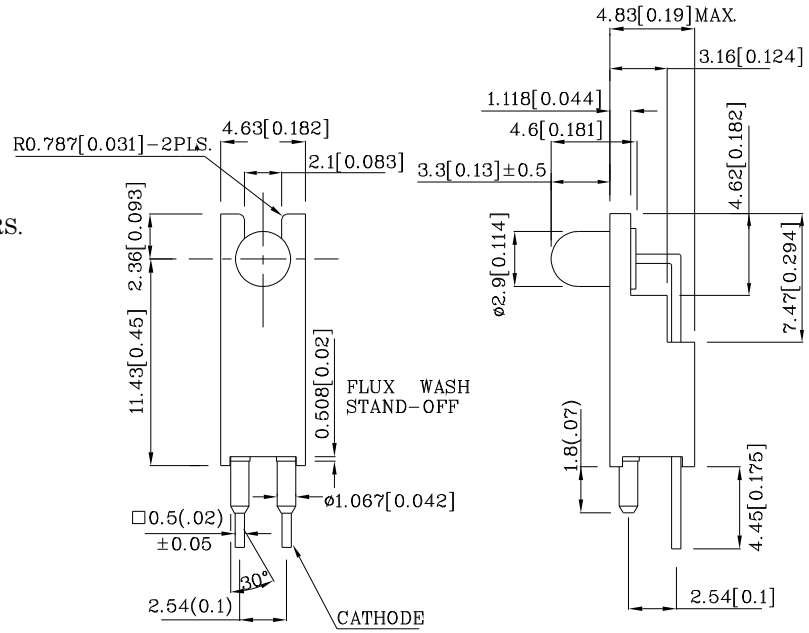 4.83[0.19]MAX.
3.16[0.124]
1.118[0.044]
4.6[0.181]
3.3[0.13]±0.5
4.62[0.182]
7.47[0.294]
4.63[0.182]
R0.787[0.031]-2PLS.
2.1[0.083]
RS.
2.36[0.093]
ø2.9[0.114]
11.43[0.45]
0.508[0.02]
FLUX WASH
STAND-OFF
1.8(.07)
4.45[0.175]
ø1.067[0.042]
□0.5(.02)
±0.05
30°
2.54(0.1)
2.54[0.1]
CATHODE